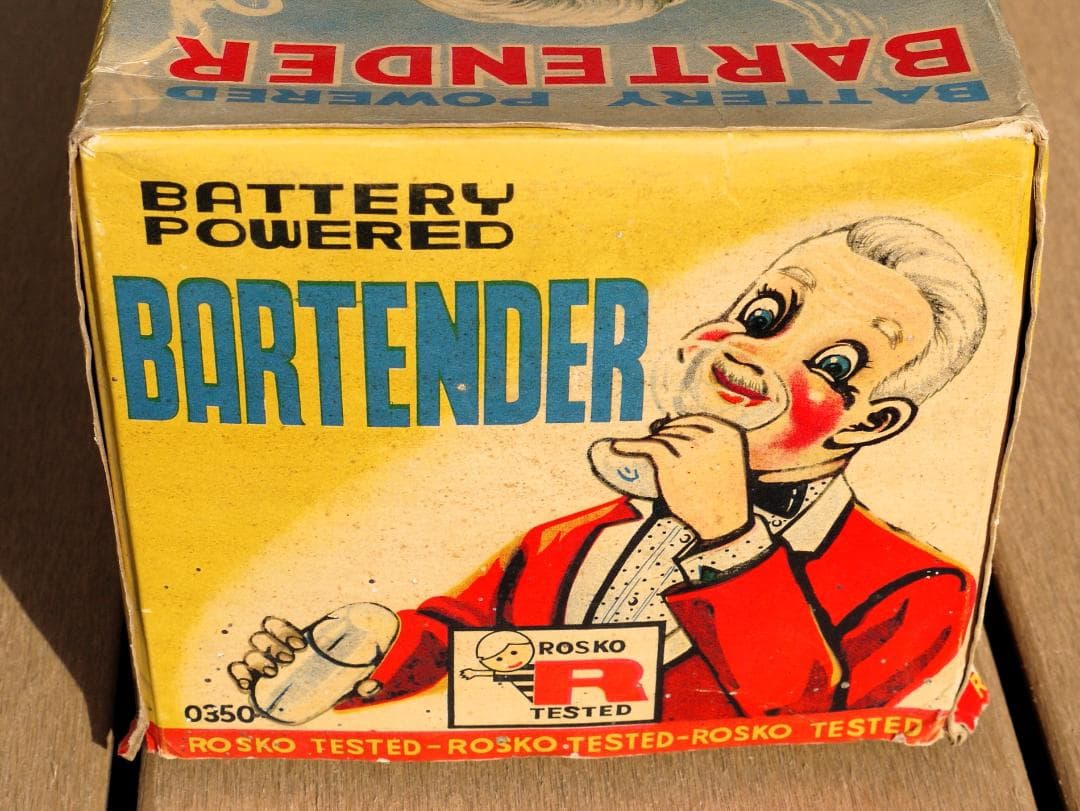 BARTENDER
BATTERY POWERED
BATTERY
POWERED
BARTENDER
ROSKO
R
TESTED
0350
ROSKO TESTED-ROSKO·TESTED-ROSKO TESTED
R